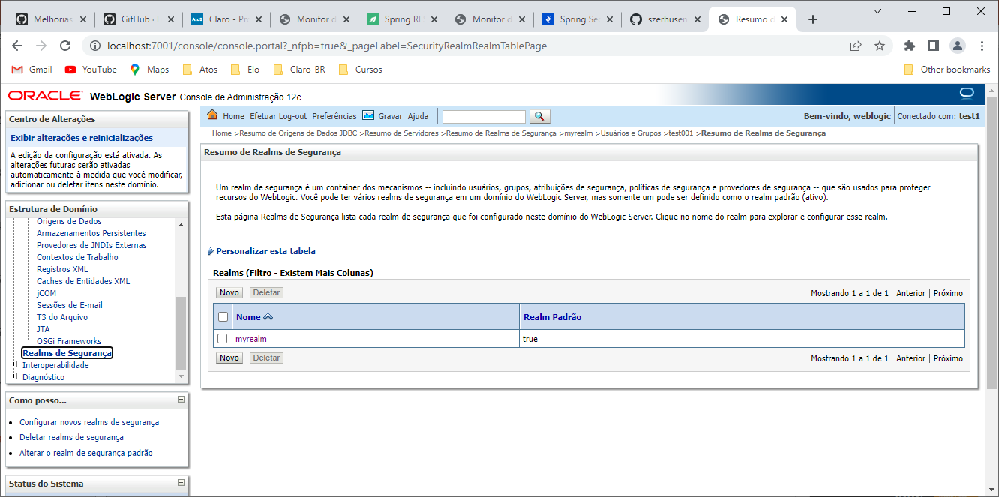 Melhorias
GitHub - E
Atos
Claro - Pro
Monitor d
Spring RE
Monitor d
Spring Se
szerhusen
Resumo d
localhost:7001/console/console.portal?_nfpb=true&_pageLabel=SecurityRealmRealmTablePage
Gmail
YouTube
Maps
Atos
Elo
Claro-BR
Cursos
Other bookmarks
ORACLE WebLogic Server Console de Administração 12c
Centro de Alterações
Exibir alterações e reinicializações
A edição da configuração está ativada. As
alterações futuras serão ativadas
automaticamente à medida que você modificar,
adicionar ou deletar itens neste domínio.
Estrutura de Domínio
Origens de Dados
Armazenamentos Persistentes
Provedores de JNDIs Externas
Contextos de Trabalho
Registros XML
Caches de Entidades XML
jCOM
Sessões de E-mail
T3 do Arquivo
JTA
OSGi Frameworks
Realms de Segurança
Interoperabilidade
Diagnóstico
Como posso...
Configurar novos realms de segurança
Deletar realms de segurança
Alterar o realm de segurança padrão
Status do Sistema
Home Efetuar Log-out Preferências Gravar Ajuda
Bem-vindo, weblogic Conectado com: test1
Home >Resumo de Origens de Dados JDBC >Resumo de Servidores >Resumo de Realms de Segurança >myrealm >Usuários e Grupos >test001 >Resumo de Realms de Segurança
Resumo de Realms de Segurança
Um realm de segurança é um container dos mecanismos -- incluindo usuários, grupos, atribuições de segurança, políticas de segurança e provedores de segurança -- que são usados para proteger
recursos do WebLogic. Você pode ter vários realms de segurança em um domínio do WebLogic Server, mas somente um pode ser definido como o realm padrão (ativo).
Esta página Realms de Segurança lista cada realm de segurança que foi configurado neste domínio do WebLogic Server. Clique no nome do realm para explorar e configurar esse realm.
Personalizar esta tabela
Realms (Filtro - Existem Mais Colunas)
Novo Deletar
Mostrando 1 a 1 de 1 Anterior | Próximo
Nome
Realm Padrão
myrealm
true
Novo Deletar
Mostrando 1 a 1 de 1 Anterior | Próximo